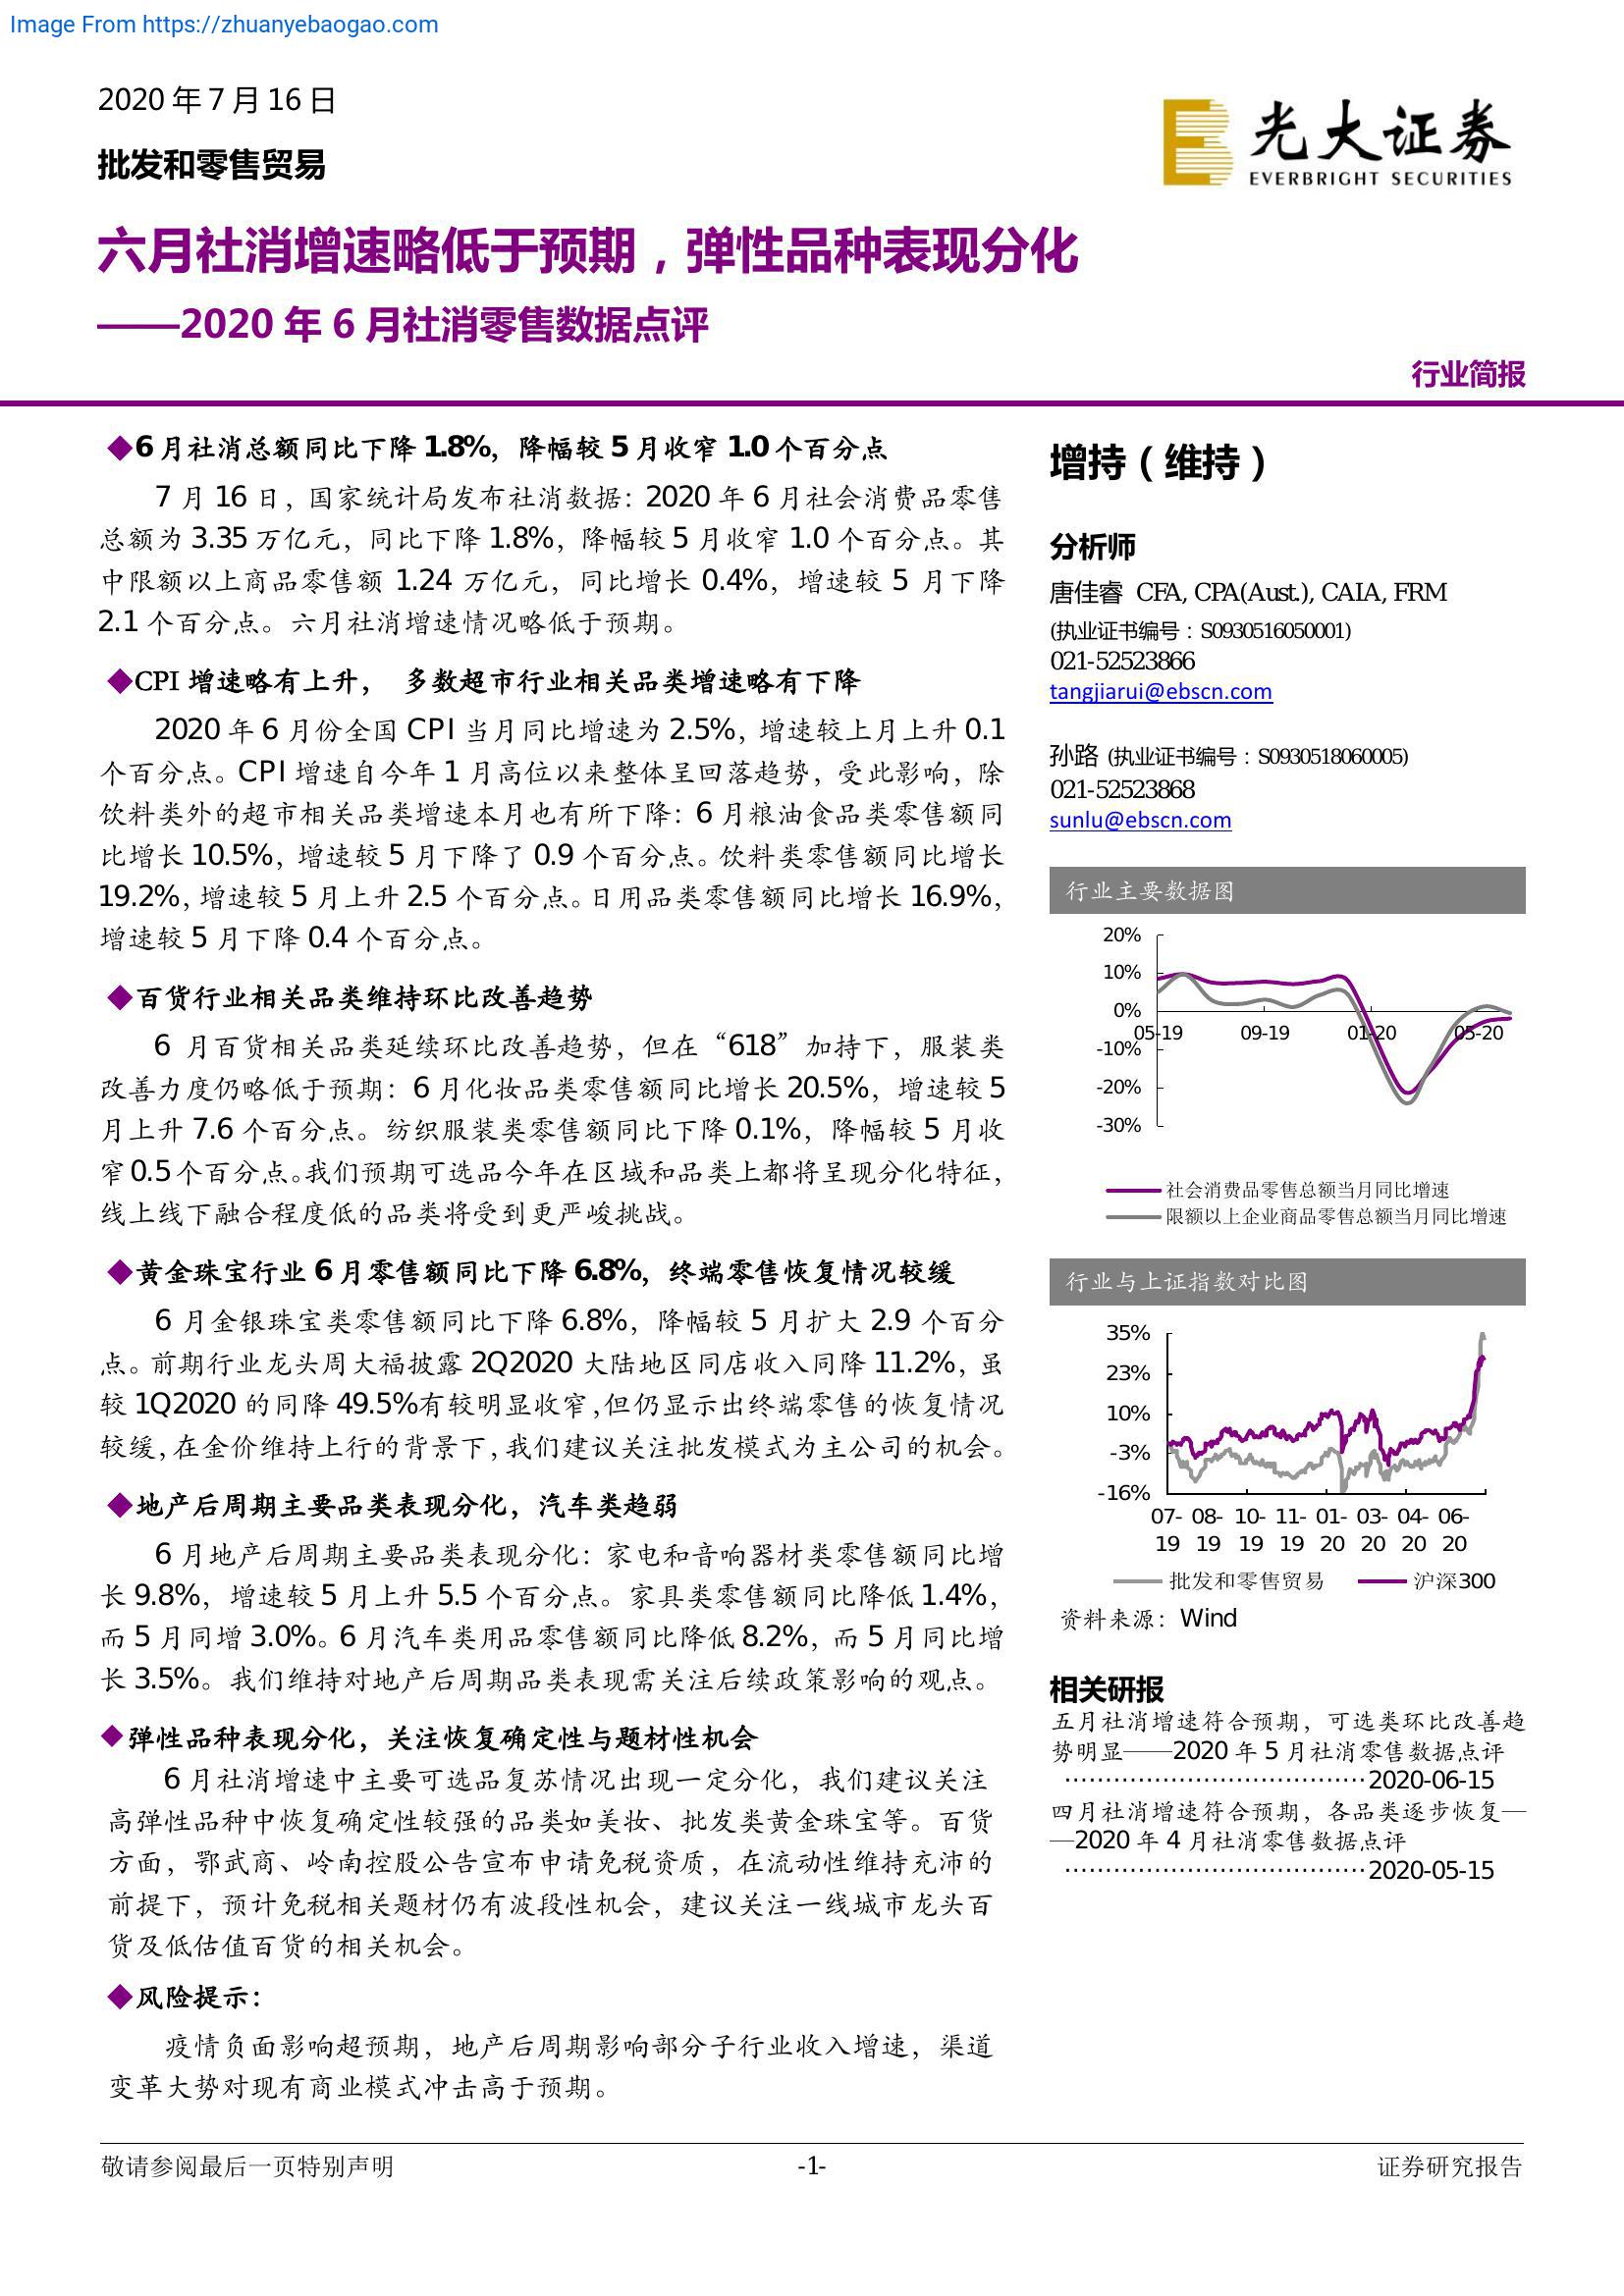 Image From https://zhuanyebaogao.com
2020 年 7 月 16 日
批发和零售贸易
光大证券
EVERBRIGHT SECURITIES
六月社消增速略低于预期，弹性品种表现分化
——2020 年 6 月社消零售数据点评
行业简报
◆6 月社消总额同比下降 1.8%，降幅较 5 月收窄 1.0 个百分点
7 月 16 日，国家统计局发布社消数据：2020 年 6 月社会消费品零售
总额为 3.35 万亿元，同比下降 1.8%，降幅较 5 月收窄 1.0 个百分点。其
中限额以上商品零售额 1.24 万亿元，同比增长 0.4%，增速较 5 月下降
2.1 个百分点。六月社消增速情况略低于预期。
◆CPI 增速略有上升， 多数超市行业相关品类增速略有下降
2020 年 6 月份全国 CPI 当月同比增速为 2.5%，增速较上月上升 0.1
个百分点。CPI 增速自今年 1 月高位以来整体呈回落趋势，受此影响，除
饮料类外的超市相关品类增速本月也有所下降：6 月粮油食品类零售额同
比增长 10.5%，增速较 5 月下降了 0.9 个百分点。饮料类零售额同比增长
19.2%，增速较 5 月上升 2.5 个百分点。日用品类零售额同比增长 16.9%，
增速较 5 月下降 0.4 个百分点。
◆百货行业相关品类维持环比改善趋势
6 月百货相关品类延续环比改善趋势，但在“618”加持下，服装类
改善力度仍略低于预期：6 月化妆品类零售额同比增长 20.5%，增速较 5
月上升 7.6 个百分点。纺织服装类零售额同比下降 0.1%，降幅较 5 月收
窄 0.5 个百分点。我们预期可选品今年在区域和品类上都将呈现分化特征，
线上线下融合程度低的品类将受到更严峻挑战。
◆黄金珠宝行业 6 月零售额同比下降 6.8%，终端零售恢复情况较缓
6 月金银珠宝类零售额同比下降 6.8%，降幅较 5 月扩大 2.9 个百分
点。前期行业龙头周大福披露 2Q2020 大陆地区同店收入同降 11.2%，虽
较 1Q2020 的同降 49.5%有较明显收窄，但仍显示出终端零售的恢复情况
较缓，在金价维持上行的背景下，我们建议关注批发模式为主公司的机会。
◆地产后周期主要品类表现分化，汽车类趋弱
6 月地产后周期主要品类表现分化：家电和音响器材类零售额同比增
长 9.8%，增速较 5 月上升 5.5 个百分点。家具类零售额同比降低 1.4%，
而 5 月同增 3.0%。6 月汽车类用品零售额同比降低 8.2%，而 5 月同比增
长 3.5%。我们维持对地产后周期品类表现需关注后续政策影响的观点。
◆弹性品种表现分化，关注恢复确定性与题材性机会
6 月社消增速中主要可选品复苏情况出现一定分化，我们建议关注
高弹性品种中恢复确定性较强的品类如美妆、批发类黄金珠宝等。百货
方面，鄂武商、岭南控股公告宣布申请免税资质，在流动性维持充沛的
前提下，预计免税相关题材仍有波段性机会，建议关注一线城市龙头百
货及低估值百货的相关机会。
◆风险提示：
疫情负面影响超预期，地产后周期影响部分子行业收入增速，渠道
变革大势对现有商业模式冲击高于预期。
增持（维持）
分析师
唐佳睿 CFA, CPA(Aust.), CAIA, FRM
(执业证书编号：S0930516050001)
021-52523866
tangjiarui@ebscn.com
孙路 (执业证书编号：S0930518060005)
021-52523868
sunlu@ebscn.com
行业主要数据图
20%
10%
0%
05-19 09-19 01-20 05-20
-10%
-20%
-30%
社会消费品零售总额当月同比增速
限额以上企业商品零售总额当月同比增速
行业与上证指数对比图
35%
23%
10%
-3%
-16%
07- 08- 10- 11- 01- 03- 04- 06-
19 19 19 19 20 20 20 20
批发和零售贸易 沪深300
资料来源：Wind
相关研报
五月社消增速符合预期，可选类环比改善趋
势明显——2020 年 5 月社消零售数据点评
·····································2020-06-15
四月社消增速符合预期，各品类逐步恢复—
—2020 年 4 月社消零售数据点评
·····································2020-05-15
敬请参阅最后一页特别声明 -1- 证券研究报告